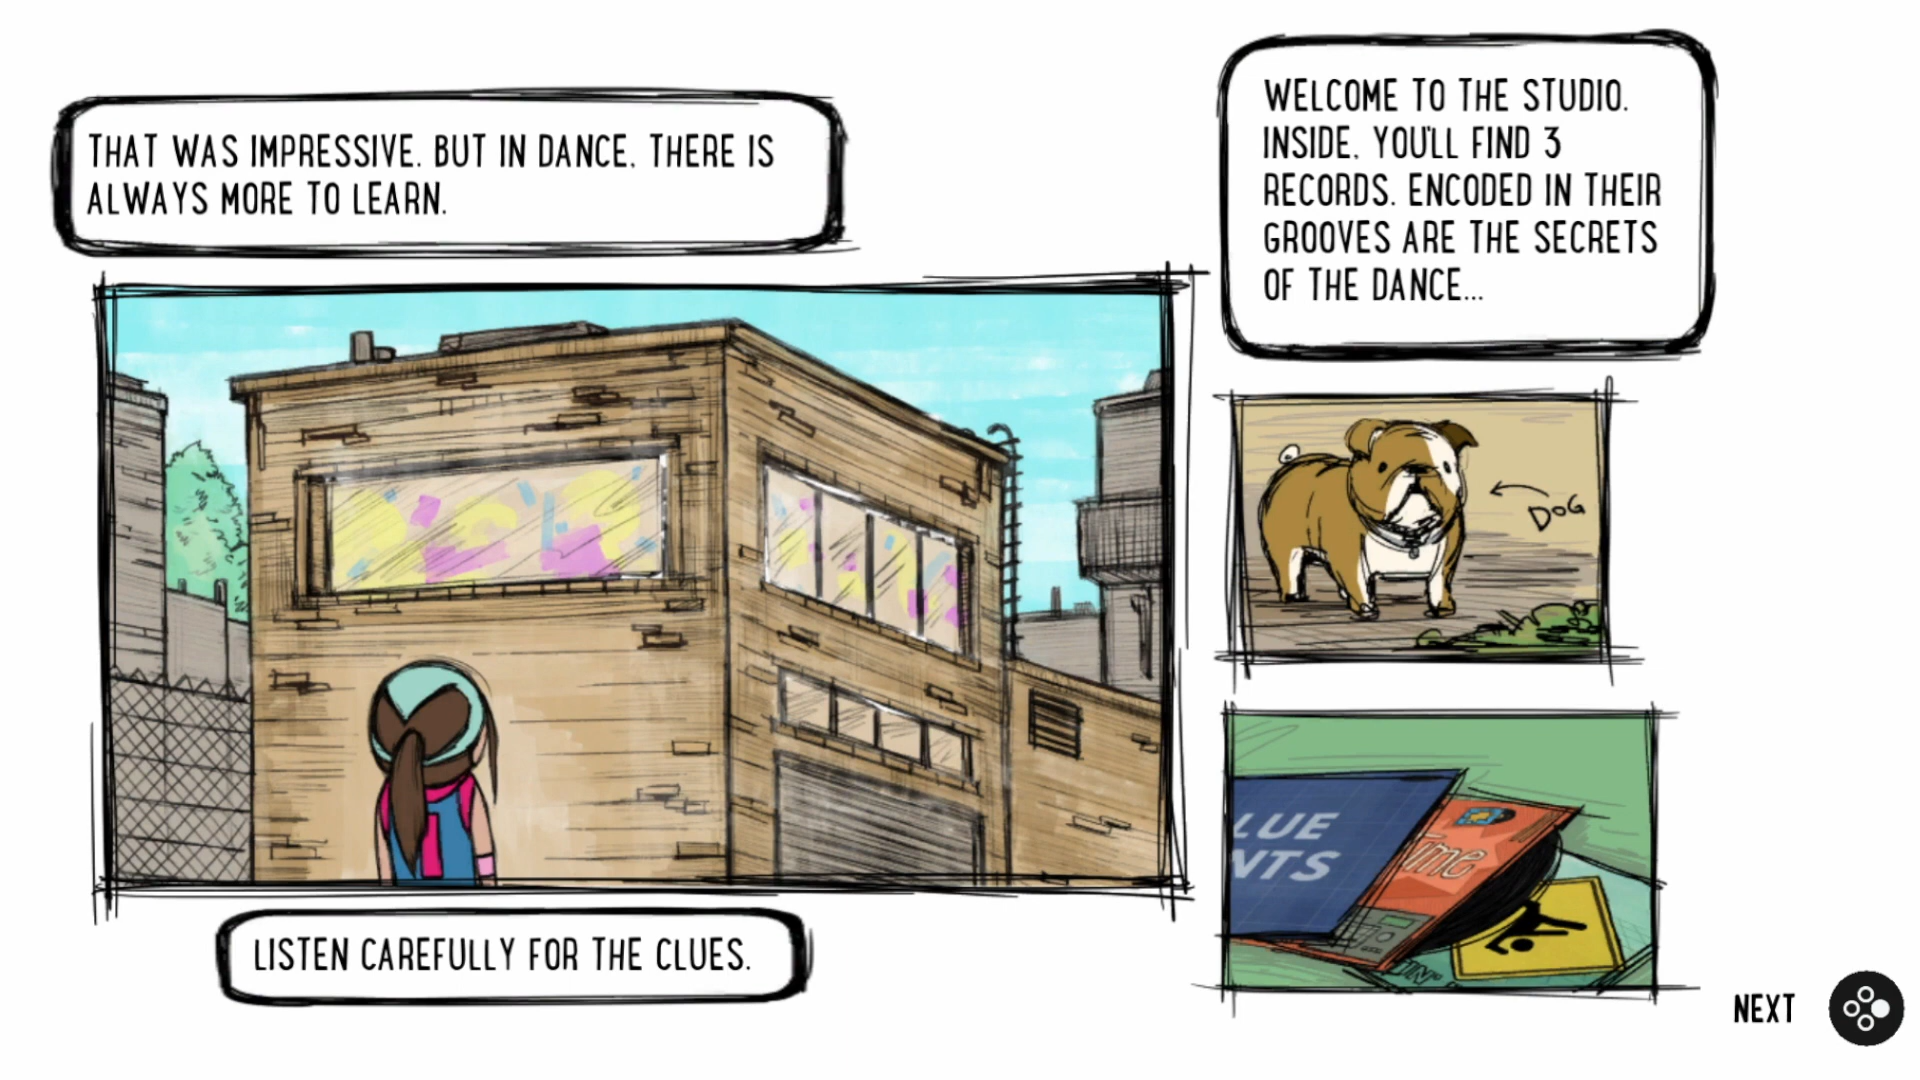 THAT WAS IMPRESSIVE. BUT IN DANCE, THERE IS
ALWAYS MORE TO LEARN.
WELCOME TO THE STUDIO.
INSIDE, YOU'LL FIND 3
RECORDS. ENCODED IN THEIR
GROOVES ARE THE SECRETS
OF THE DANCE...
DOG
LUE
NTS
Time
LISTEN CAREFULLY FOR THE CLUES.
NEXT